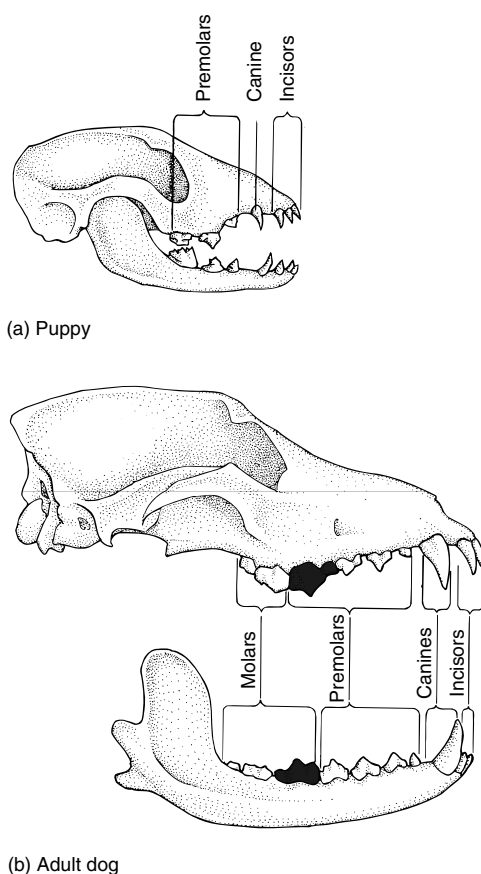 Premolars
Canine
Incisors
(a) Puppy
Molars
Premolars
Canines
Incisors
(b) Adult dog